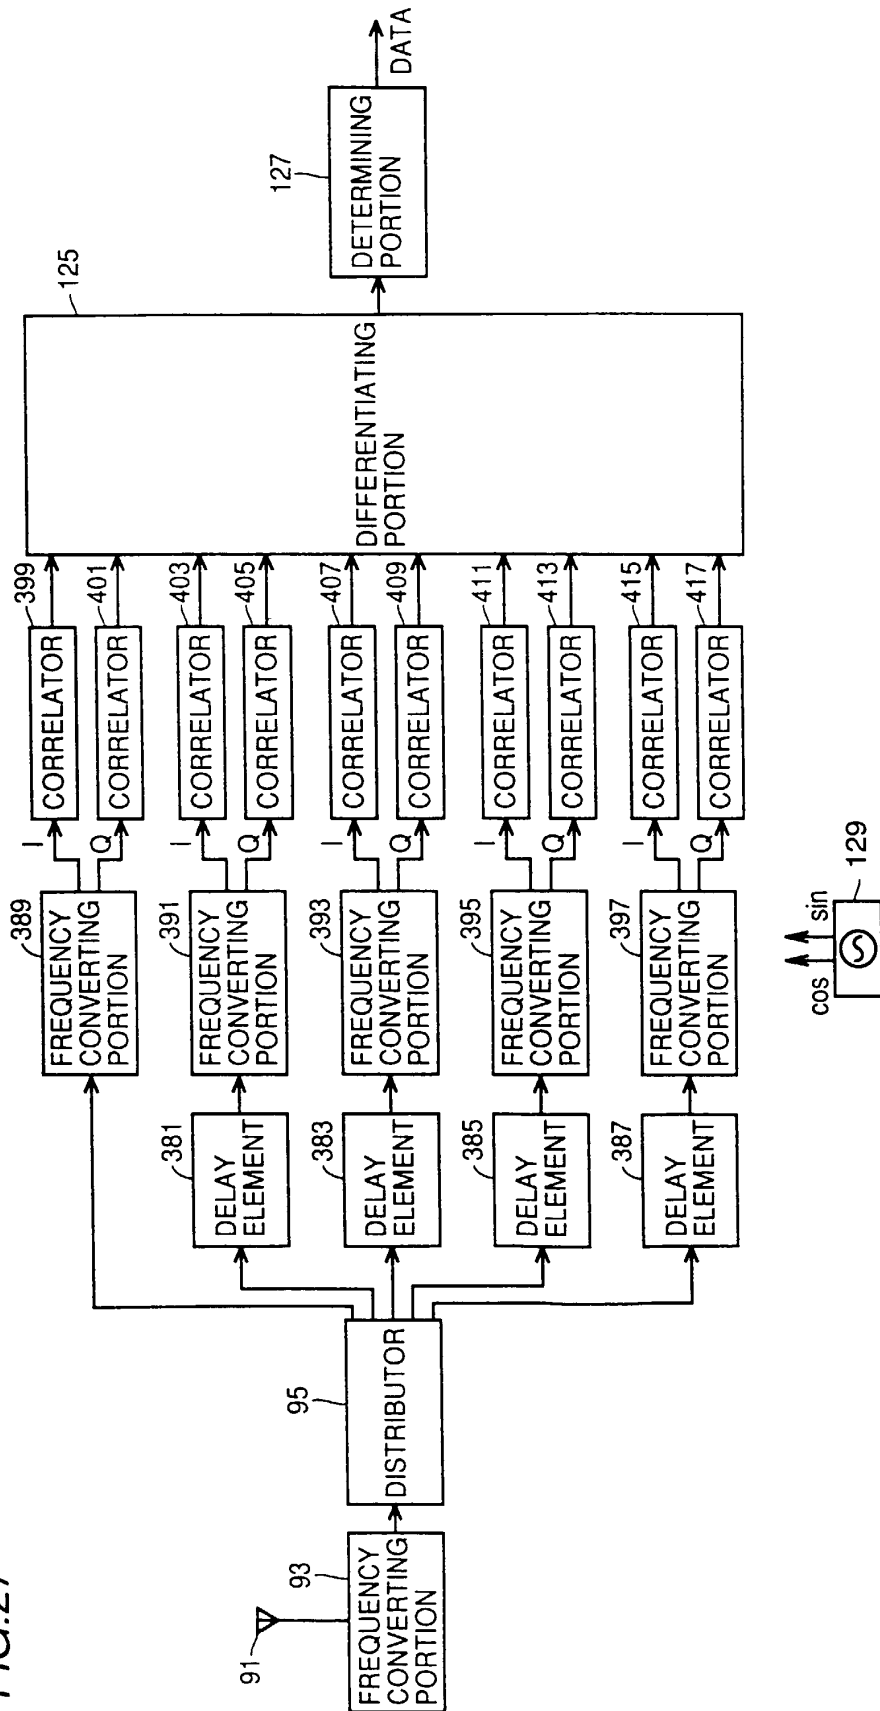 FIG.27
91
93
FREQUENCY
CONVERTING
PORTION
95
DISTRIBUTOR
381
DELAY
ELEMENT
383
DELAY
ELEMENT
385
DELAY
ELEMENT
387
DELAY
ELEMENT
389
FREQUENCY
CONVERTING
PORTION
391
FREQUENCY
CONVERTING
PORTION
393
FREQUENCY
CONVERTING
PORTION
395
FREQUENCY
CONVERTING
PORTION
397
FREQUENCY
CONVERTING
PORTION
I
Q
I
Q
I
Q
I
Q
I
Q
399
CORRELATOR
401
CORRELATOR
403
CORRELATOR
405
CORRELATOR
407
CORRELATOR
409
CORRELATOR
411
CORRELATOR
413
CORRELATOR
415
CORRELATOR
417
CORRELATOR
125
DIFFERENTIATING
PORTION
127
DETERMINING
PORTION
DATA
cos
sin
129